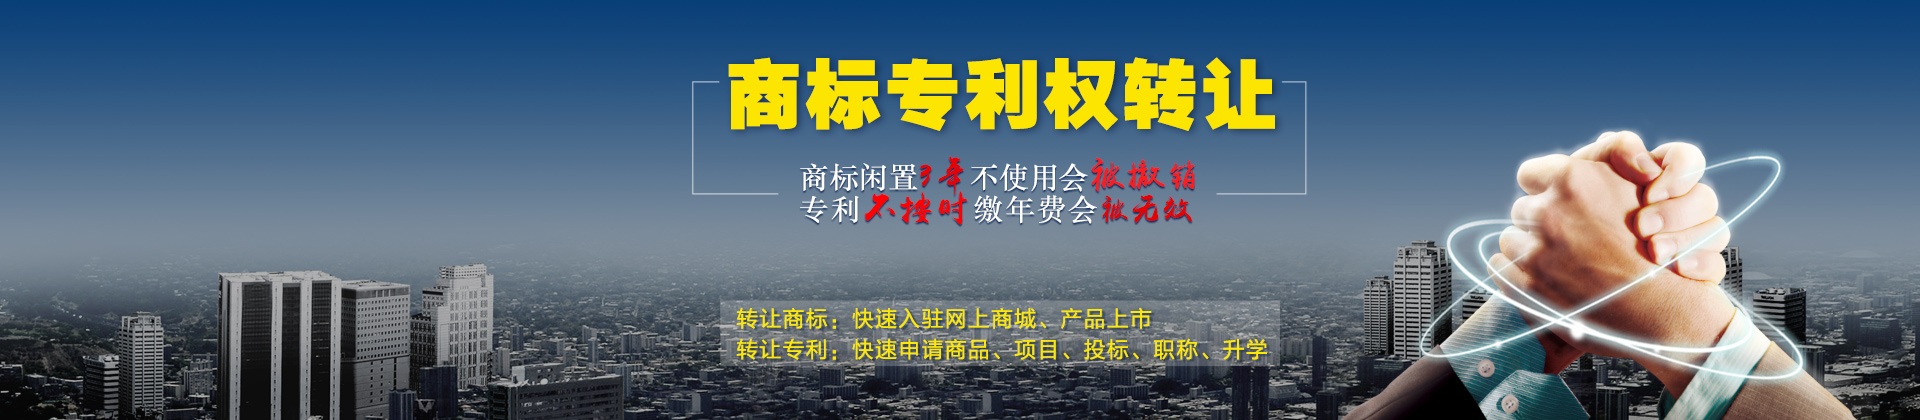 商标专利权转让
商标闲置3年不使用会被撤销
专利不按时缴年费会被无效
转让商标：快速入驻网上商城、产品上市
转让专利：快速申请商品、项目、投标、职称、升学